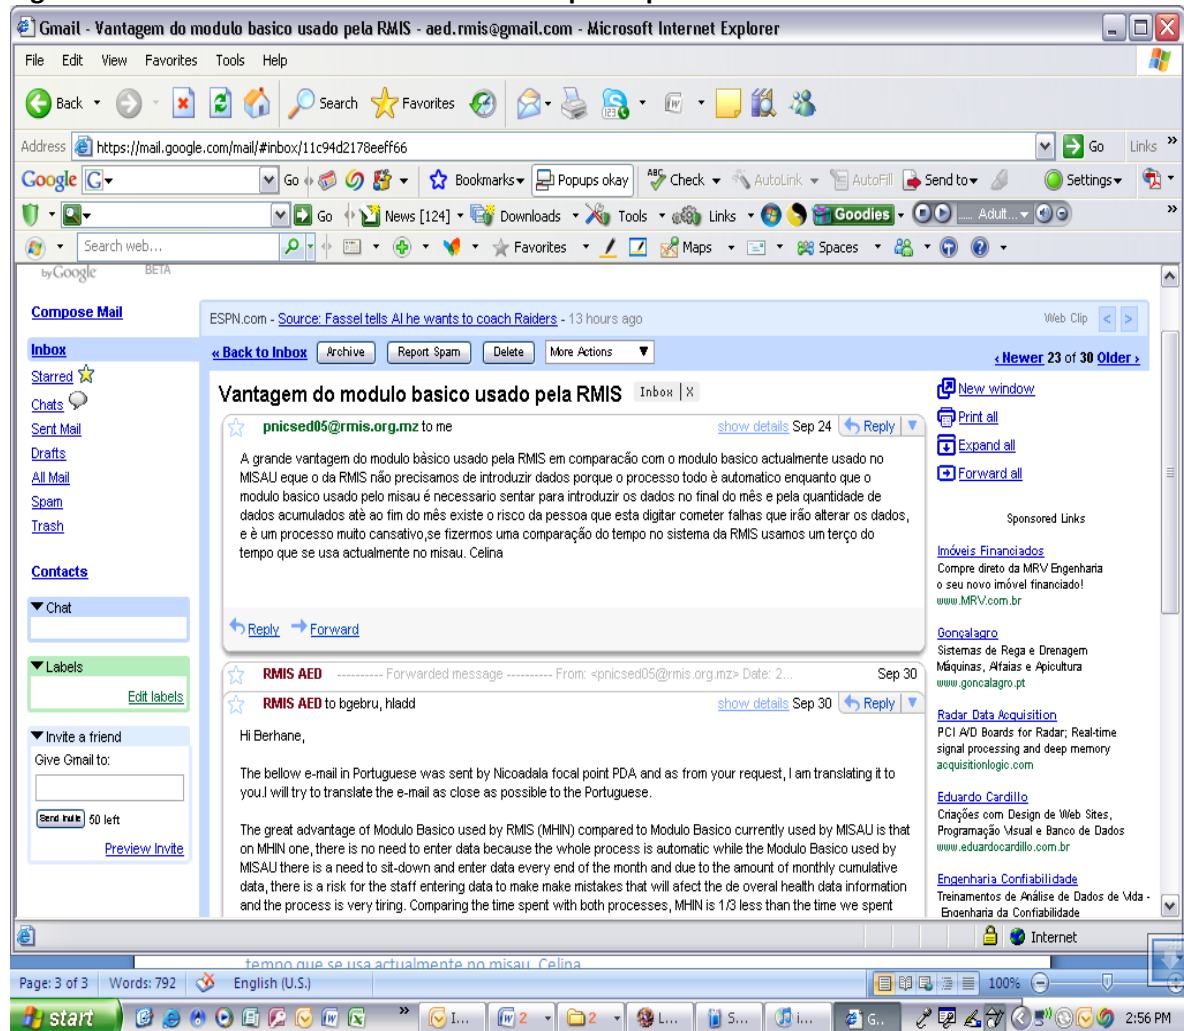 Gmail - Vantagem do modulo basico usado pela RMIS - aed.rmis@gmail.com - Microsoft Internet Explorer
File Edit View Favorites Tools Help
Back Search Favorites
Address https://mail.google.com/mail/#inbox/11c94d2178eeff66 Go Links »
Google G Go Bookmarks Popups okay Check AutoLink AutoFill Send to Settings
Go News [124] Downloads Tools Links Goodies ..... Adult... »
Search web... Favorites Maps Spaces
by Google BETA
Compose Mail
ESPN.com - Source: Fassel tells Al he wants to coach Raiders - 13 hours ago Web Clip < >
Inbox
« Back to Inbox Archive Report Spam Delete More Actions ‹ Newer 23 of 30 Older ›
Starred
Chats
Sent Mail
Drafts
All Mail
Spam
Trash
Contacts
Chat
Labels
Edit labels
Invite a friend
Give Gmail to:
50 left
Preview Invite
Vantagem do modulo basico usado pela RMIS Inbox | X
pnicsed05@rmis.org.mz to me show details Sep 24 Reply
A grande vantagem do modulo bàsico usado pela RMIS em comparacão com o modulo basico actualmente usado no
MISAU eque o da RMIS não precisamos de introduzir dados porque o processo todo è automatico enquanto que o
modulo basico usado pelo misau é necessario sentar para introduzir os dados no final do mês e pela quantidade de
dados acumulados atè ao fim do mês existe o risco da pessoa que esta digitar cometer falhas que irão alterar os dados,
e è um processo muito cansativo,se fizermos uma comparação do tempo no sistema da RMIS usamos um terço do
tempo que se usa actualmente no misau. Celina
Reply Forward
RMIS AED ---------- Forwarded message ---------- From: <pnicsed05@rmis.org.mz> Date: 2... Sep 30
RMIS AED to bgebru, hladd show details Sep 30 Reply
Hi Berhane,
The bellow e-mail in Portuguese was sent by Nicoadala focal point PDA and as from your request, I am translating it to
you.I will try to translate the e-mail as close as possible to the Portuguese.
The great advantage of Modulo Basico used by RMIS (MHIN) compared to Modulo Basico currently used by MISAU is that
on MHIN one, there is no need to enter data because the whole process is automatic while the Modulo Basico used by
MISAU there is a need to sit-down and enter data every end of the month and due to the amount of monthly cumulative
data, there is a risk for the staff entering data to make make mistakes that will afect the de overal health data information
and the process is very tiring. Comparing the time spent with both processes, MHIN is 1/3 less than the time we spent
New window
Print all
Expand all
Forward all
Sponsored Links
Imóveis Financiados
Compre direto da MRV Engenharia
o seu novo imóvel financiado!
www.MRV.com.br
Gonçalagro
Sistemas de Rega e Drenagem
Máquinas, Alfaias e Apicultura
www.goncalagro.pt
Radar Data Acquisition
PCI A/D Boards for Radar; Real-time
signal processing and deep memory
acquisitionlogic.com
Eduardo Cardillo
Criações com Design de Web Sites,
Programação Visual e Banco de Dados
www.eduardocardillo.com.br
Engenharia Confiabilidade
Treinamentos de Análise de Dados de Vida -
Engenharia da Confiabilidade
Internet
tempo que se usa actualmente no misau. Celina
Page: 3 of 3 Words: 792 English (U.S.) 100%
start » I... 2 2 L... S... i... G.. 2:56 PM